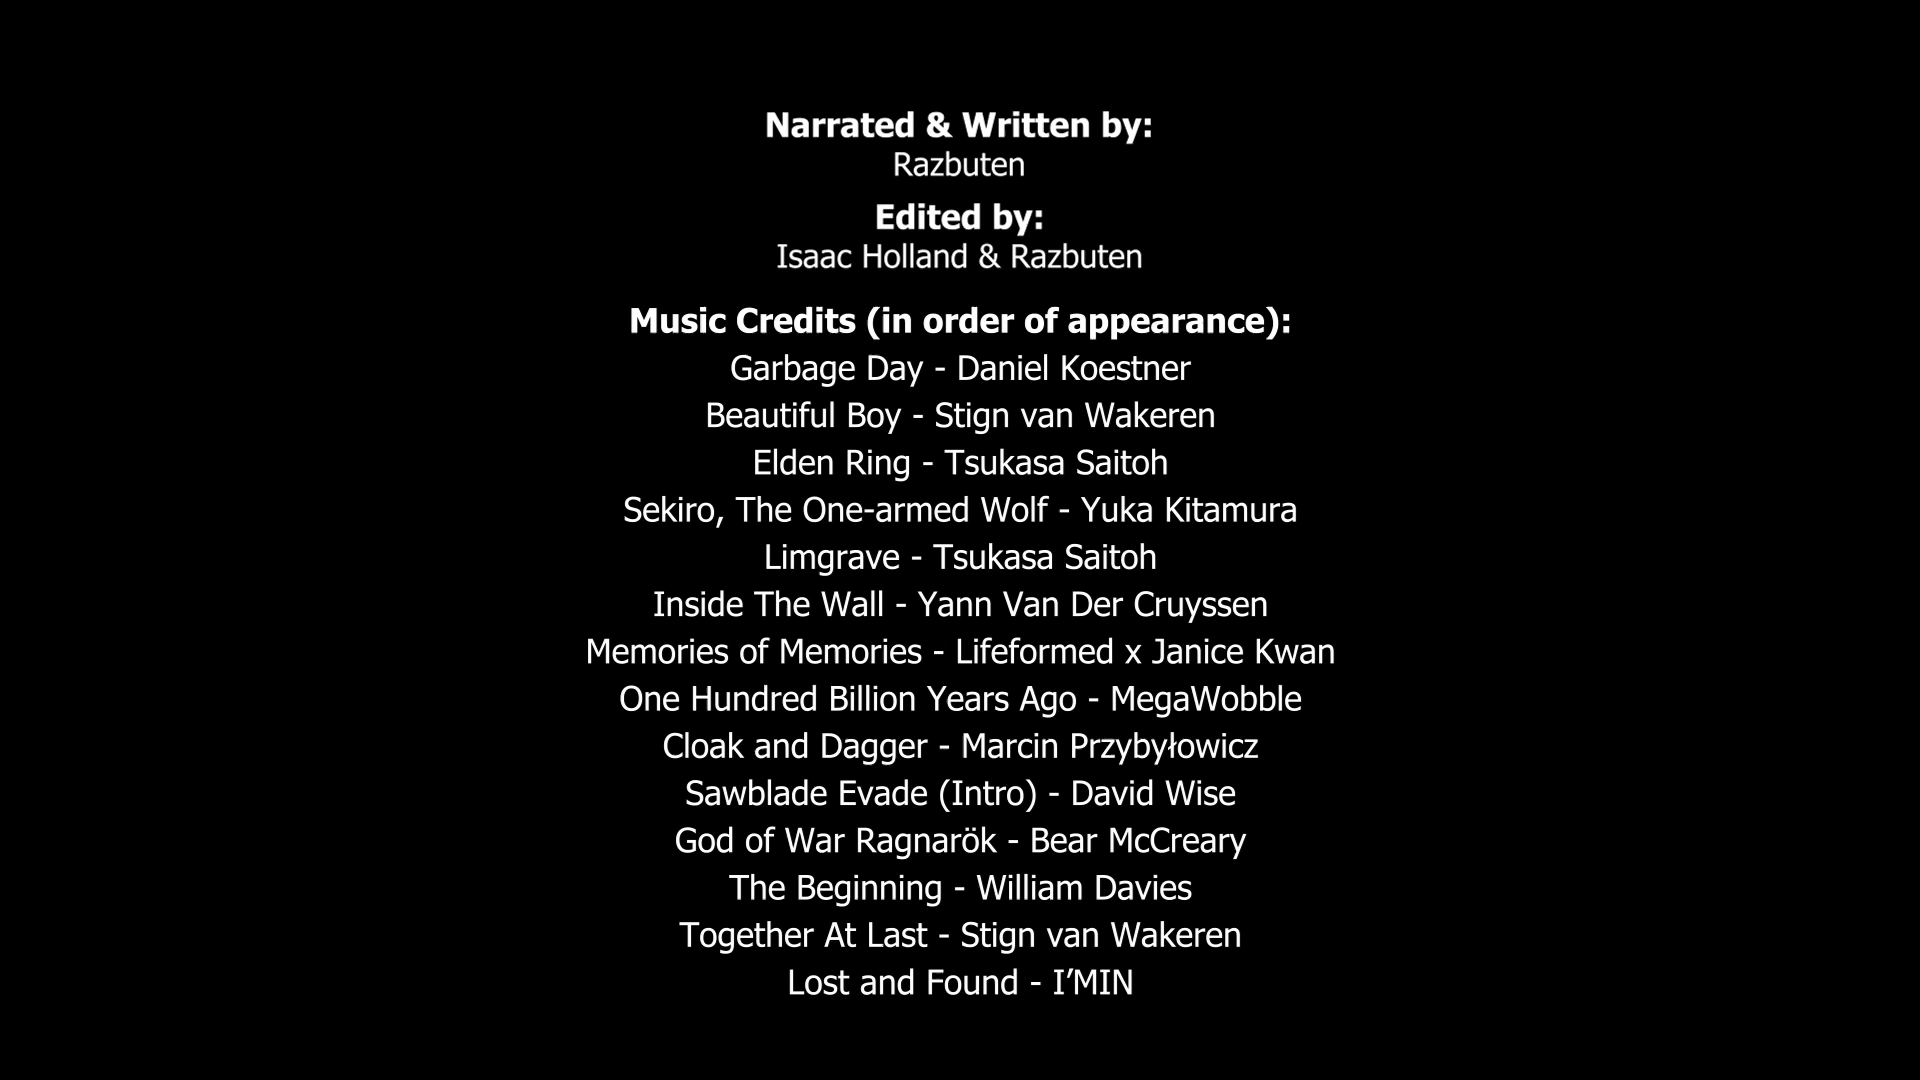 Narrated & Written by:
Razbuten
Edited by:
Isaac Holland & Razbuten
Music Credits (in order of appearance):
Garbage Day - Daniel Koestner
Beautiful Boy - Stign van Wakeren
Elden Ring - Tsukasa Saitoh
Sekiro, The One-armed Wolf - Yuka Kitamura
Limgrave - Tsukasa Saitoh
Inside The Wall - Yann Van Der Cruyssen
Memories of Memories - Lifeformed x Janice Kwan
One Hundred Billion Years Ago - MegaWobble
Cloak and Dagger - Marcin Przybyłowicz
Sawblade Evade (Intro) - David Wise
God of War Ragnarök - Bear McCreary
The Beginning - William Davies
Together At Last - Stign van Wakeren
Lost and Found - I’MIN